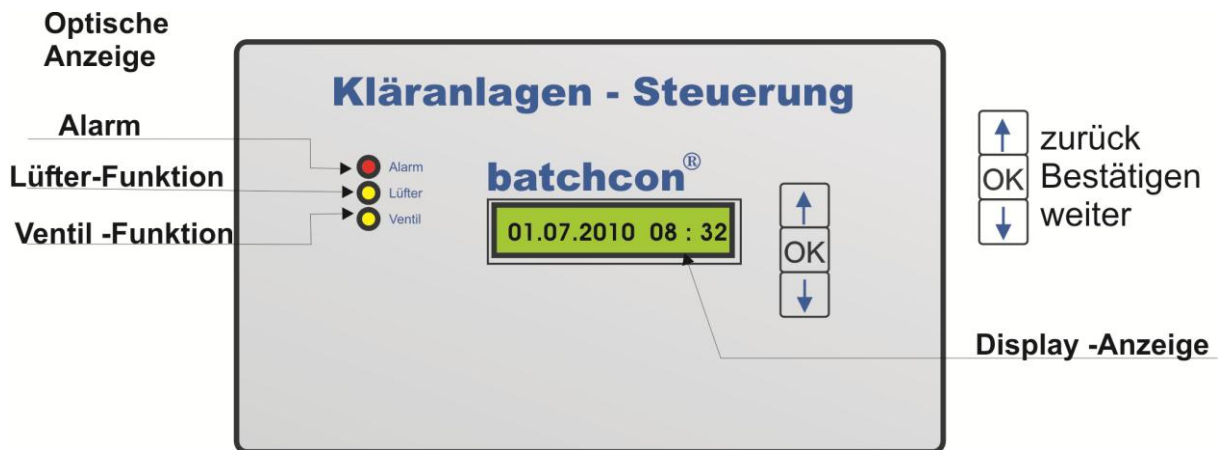 Optische
Anzeige
Kläranlagen - Steuerung
Alarm
Lüfter-Funktion
Ventil -Funktion
Alarm
Lüfter
Ventil
batchcon®
01.07.2010 08 : 32
↑
OK
↓
↑ zurück
OK Bestätigen
↓ weiter
Display -Anzeige